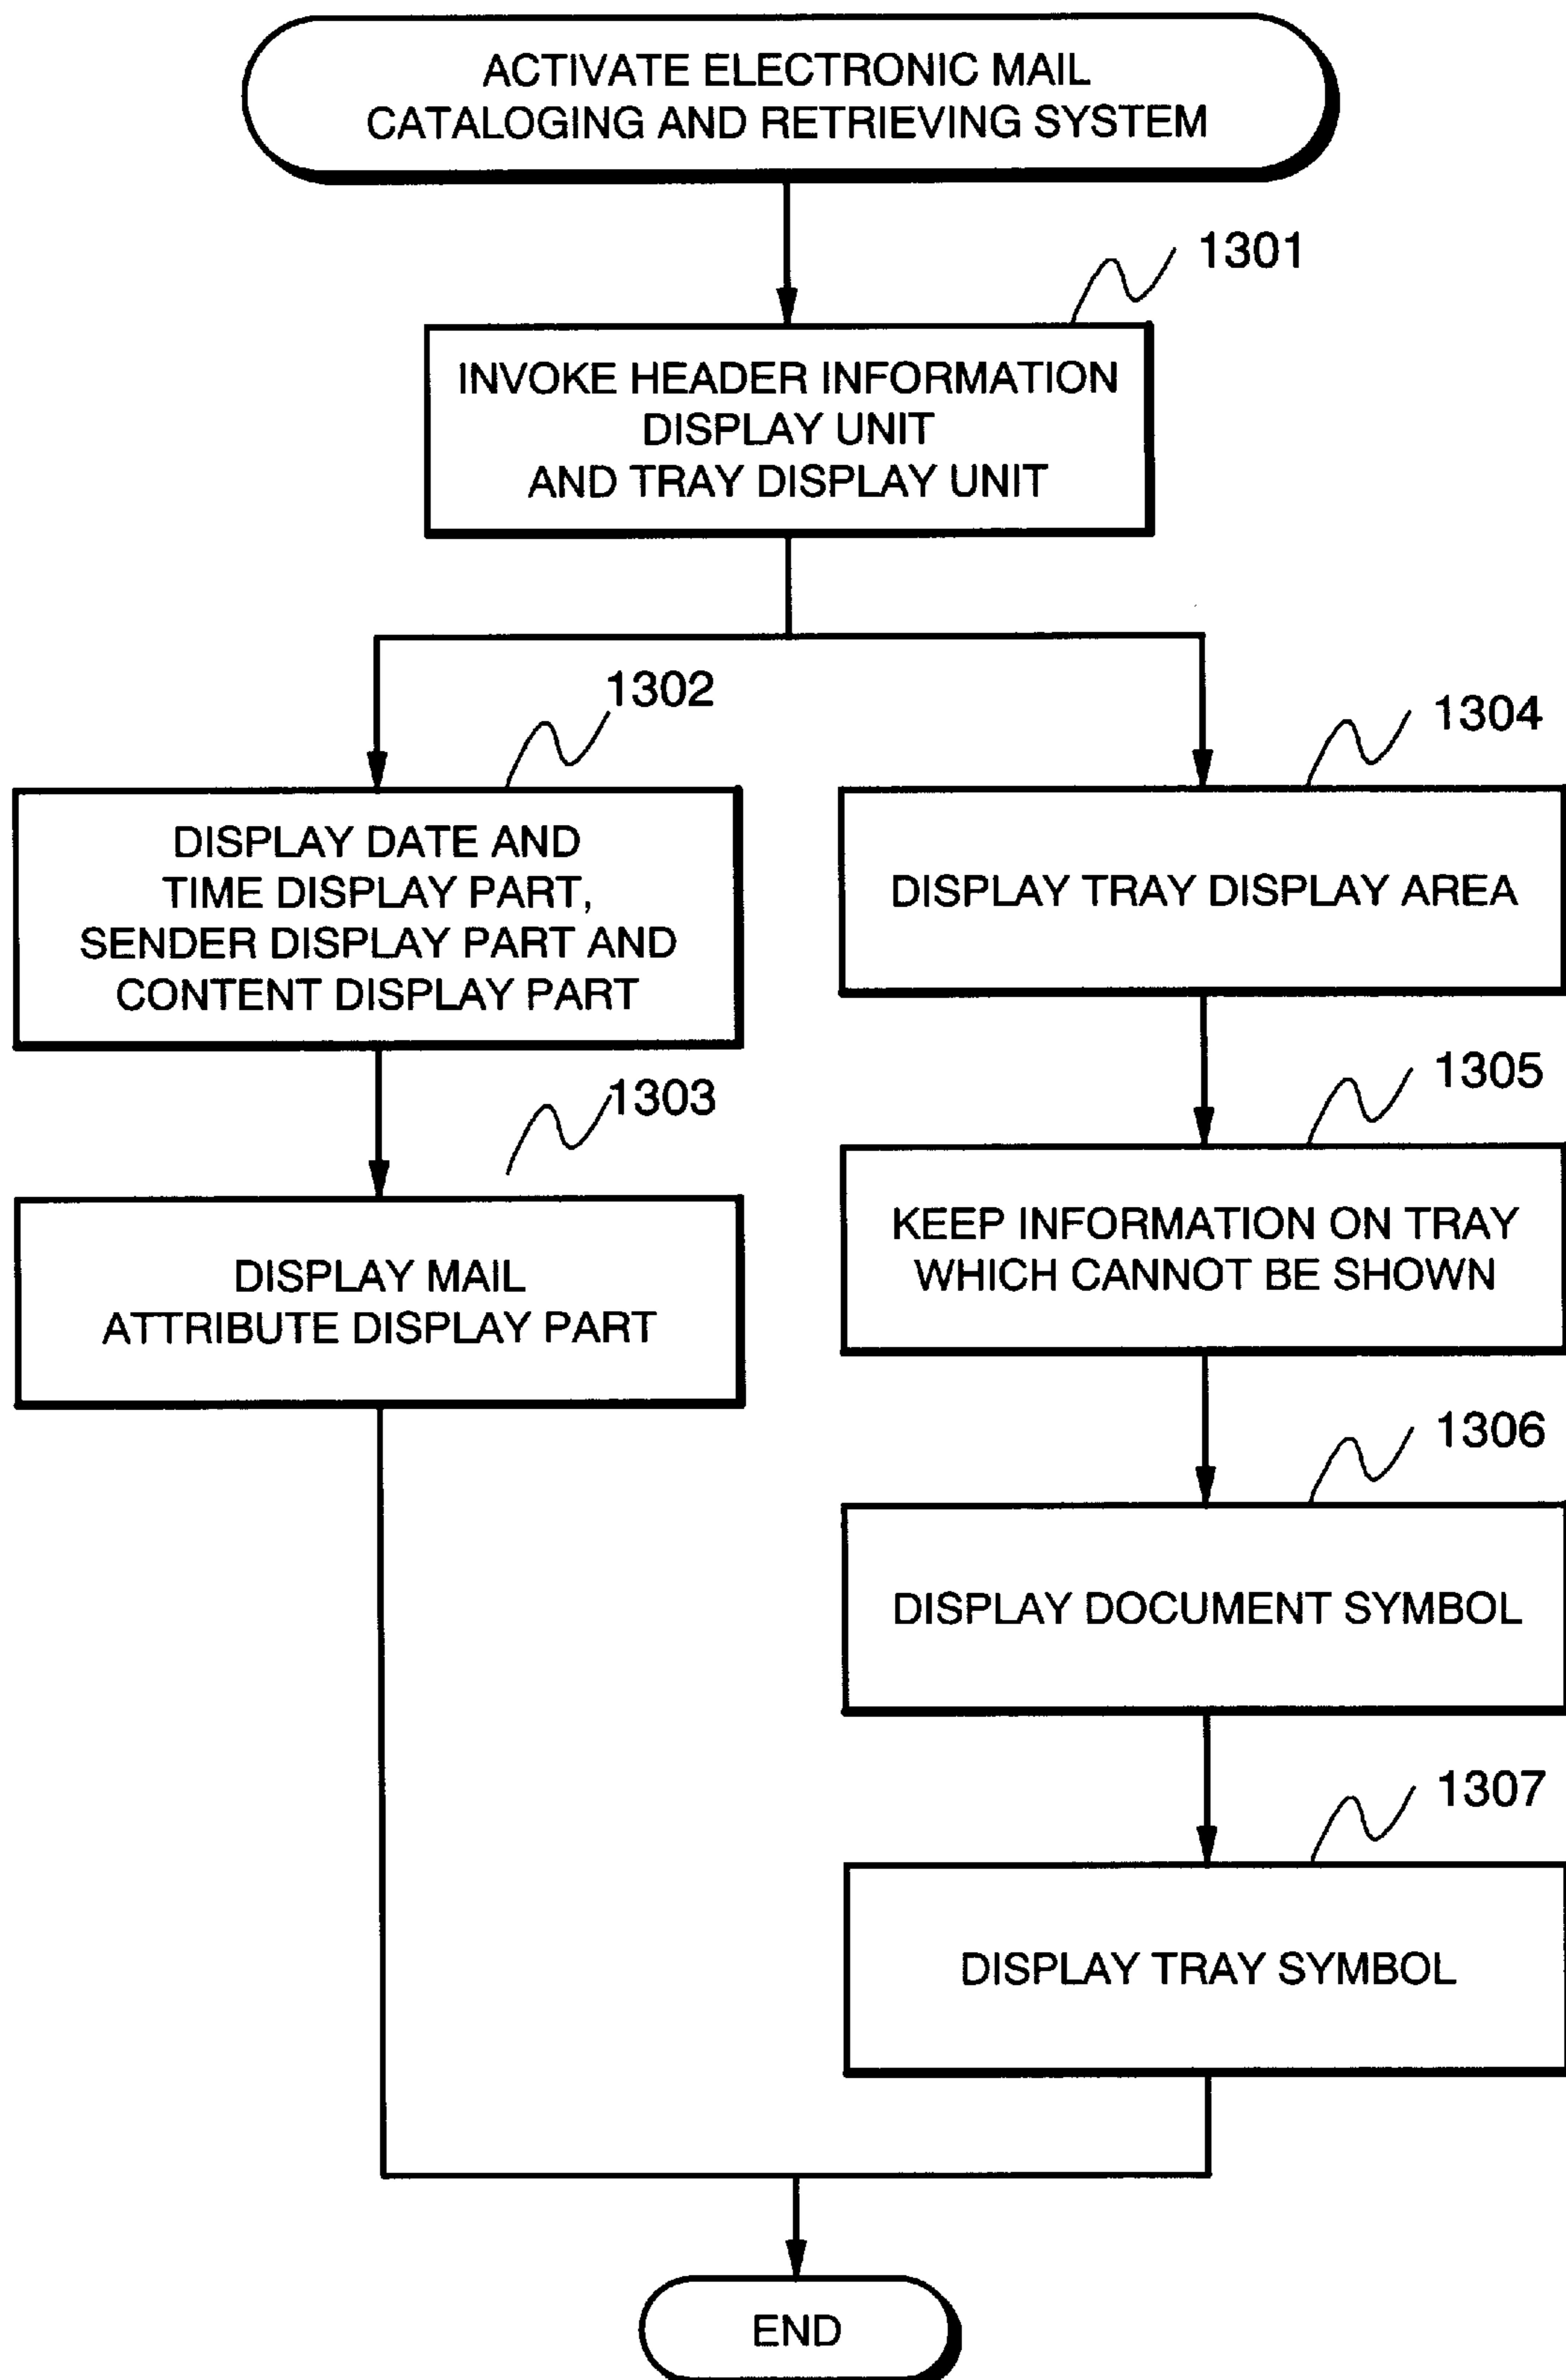 ACTIVATE ELECTRONIC MAIL
CATALOGING AND RETRIEVING SYSTEM
1301
INVOKE HEADER INFORMATION
DISPLAY UNIT
AND TRAY DISPLAY UNIT
1302
DISPLAY DATE AND
TIME DISPLAY PART,
SENDER DISPLAY PART AND
CONTENT DISPLAY PART
1303
DISPLAY MAIL
ATTRIBUTE DISPLAY PART
1304
DISPLAY TRAY DISPLAY AREA
1305
KEEP INFORMATION ON TRAY
WHICH CANNOT BE SHOWN
1306
DISPLAY DOCUMENT SYMBOL
1307
DISPLAY TRAY SYMBOL
END